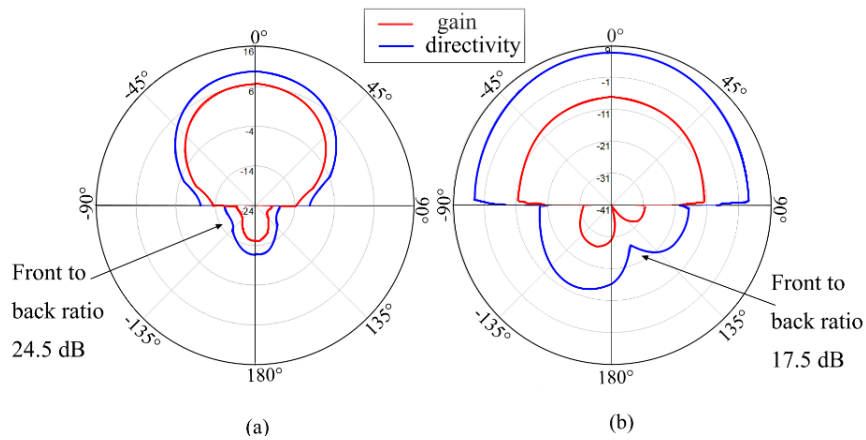 gain
directivity
0°
16
6
-4
-14
24
-45°
45°
-90°
90°
-135°
135°
180°
Front to
back ratio
24.5 dB
(a)
0°
9
-1
-11
-21
-31
-41
-45°
45°
-90°
90°
-135°
135°
180°
Front to
back ratio
17.5 dB
(b)